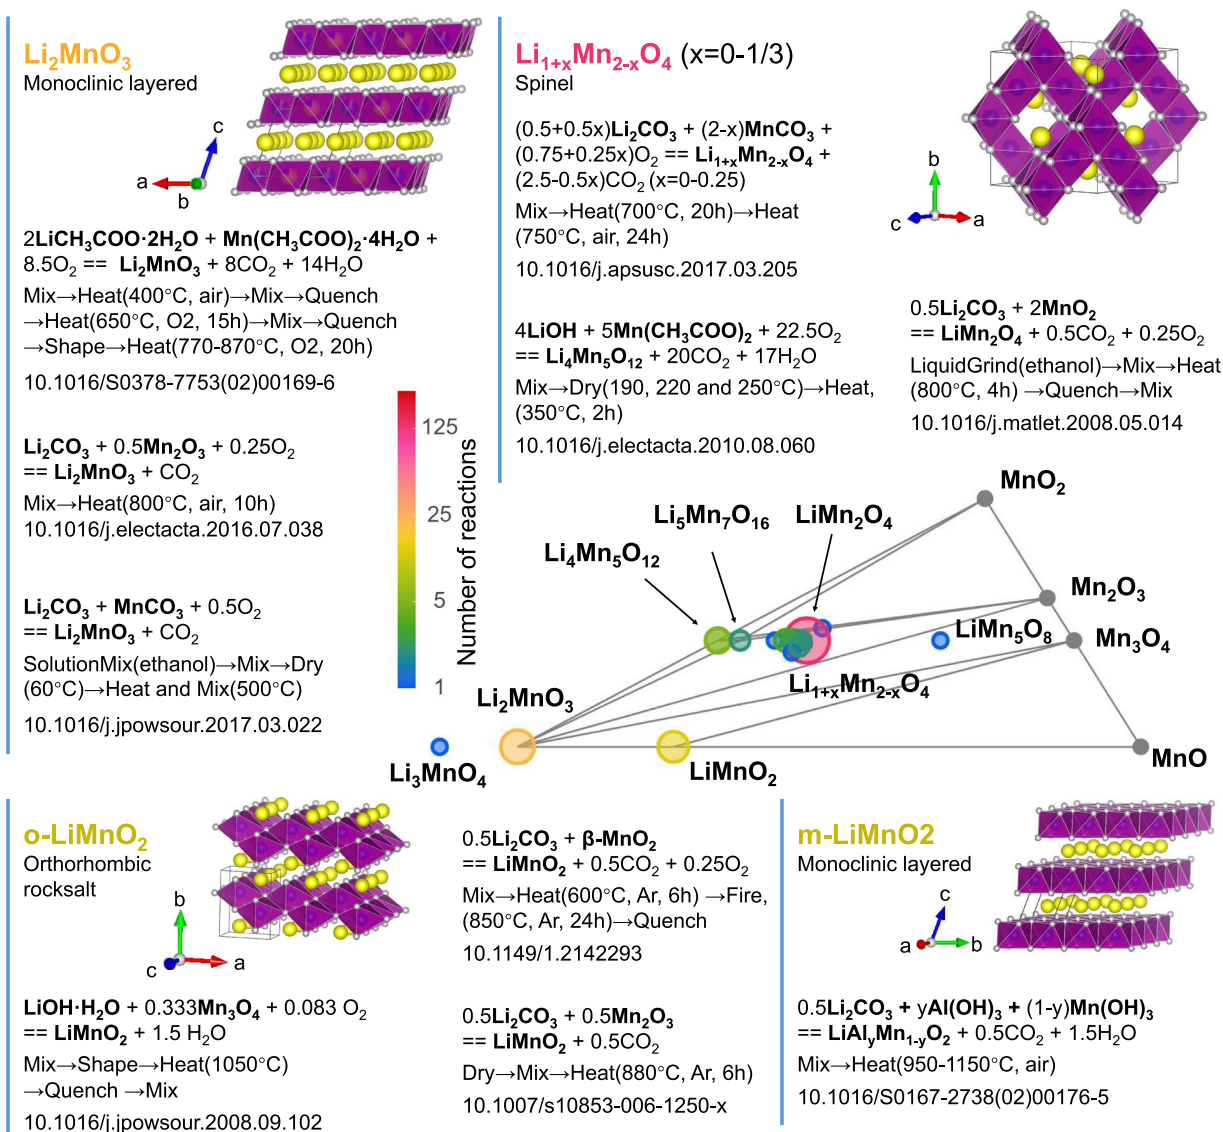 Li₂MnO₃
Monoclinic layered
c
a
b
2LiCH₃COO·2H₂O + Mn(CH₃COO)₂·4H₂O +
8.5O₂ == Li₂MnO₃ + 8CO₂ + 14H₂O
Mix→Heat(400°C, air)→Mix→Quench
→Heat(650°C, O2, 15h)→Mix→Quench
→Shape→Heat(770-870°C, O2, 20h)
10.1016/S0378-7753(02)00169-6
Li₂CO₃ + 0.5Mn₂O₃ + 0.25O₂
== Li₂MnO₃ + CO₂
Mix→Heat(800°C, air, 10h)
10.1016/j.electacta.2016.07.038
Li₂CO₃ + MnCO₃ + 0.5O₂
== Li₂MnO₃ + CO₂
SolutionMix(ethanol)→Mix→Dry
(60°C)→Heat and Mix(500°C)
10.1016/j.jpowsour.2017.03.022
Li₁₊ₓMn₂₋ₓO₄ (x=0-1/3)
Spinel
(0.5+0.5x)Li₂CO₃ + (2-x)MnCO₃ +
(0.75+0.25x)O₂ == Li₁₊ₓMn₂₋ₓO₄ +
(2.5-0.5x)CO₂ (x=0-0.25)
Mix→Heat(700°C, 20h)→Heat
(750°C, air, 24h)
10.1016/j.apsusc.2017.03.205
b
c
a
4LiOH + 5Mn(CH₃COO)₂ + 22.5O₂
== Li₄Mn₅O₁₂ + 20CO₂ + 17H₂O
Mix→Dry(190, 220 and 250°C)→Heat,
(350°C, 2h)
10.1016/j.electacta.2010.08.060
0.5Li₂CO₃ + 2MnO₂
== LiMn₂O₄ + 0.5CO₂ + 0.25O₂
LiquidGrind(ethanol)→Mix→Heat
(800°C, 4h) →Quench→Mix
10.1016/j.matlet.2008.05.014
125
25
5
1
Number of reactions
MnO₂
Li₅Mn₇O₁₆
LiMn₂O₄
Li₄Mn₅O₁₂
Mn₂O₃
LiMn₅O₈
Mn₃O₄
Li₁₊ₓMn₂₋ₓO₄
Li₂MnO₃
Li₃MnO₄
LiMnO₂
MnO
o-LiMnO₂
Orthorhombic
rocksalt
b
c
a
LiOH·H₂O + 0.333Mn₃O₄ + 0.083 O₂
== LiMnO₂ + 1.5 H₂O
Mix→Shape→Heat(1050°C)
→Quench →Mix
10.1016/j.jpowsour.2008.09.102
0.5Li₂CO₃ + β-MnO₂
== LiMnO₂ + 0.5CO₂ + 0.25O₂
Mix→Heat(600°C, Ar, 6h) →Fire,
(850°C, Ar, 24h)→Quench
10.1149/1.2142293
0.5Li₂CO₃ + 0.5Mn₂O₃
== LiMnO₂ + 0.5CO₂
Dry→Mix→Heat(880°C, Ar, 6h)
10.1007/s10853-006-1250-x
m-LiMnO2
Monoclinic layered
c
a
b
0.5Li₂CO₃ + yAl(OH)₃ + (1-y)Mn(OH)₃
== LiAlᵧMn₁₋ᵧO₂ + 0.5CO₂ + 1.5H₂O
Mix→Heat(950-1150°C, air)
10.1016/S0167-2738(02)00176-5